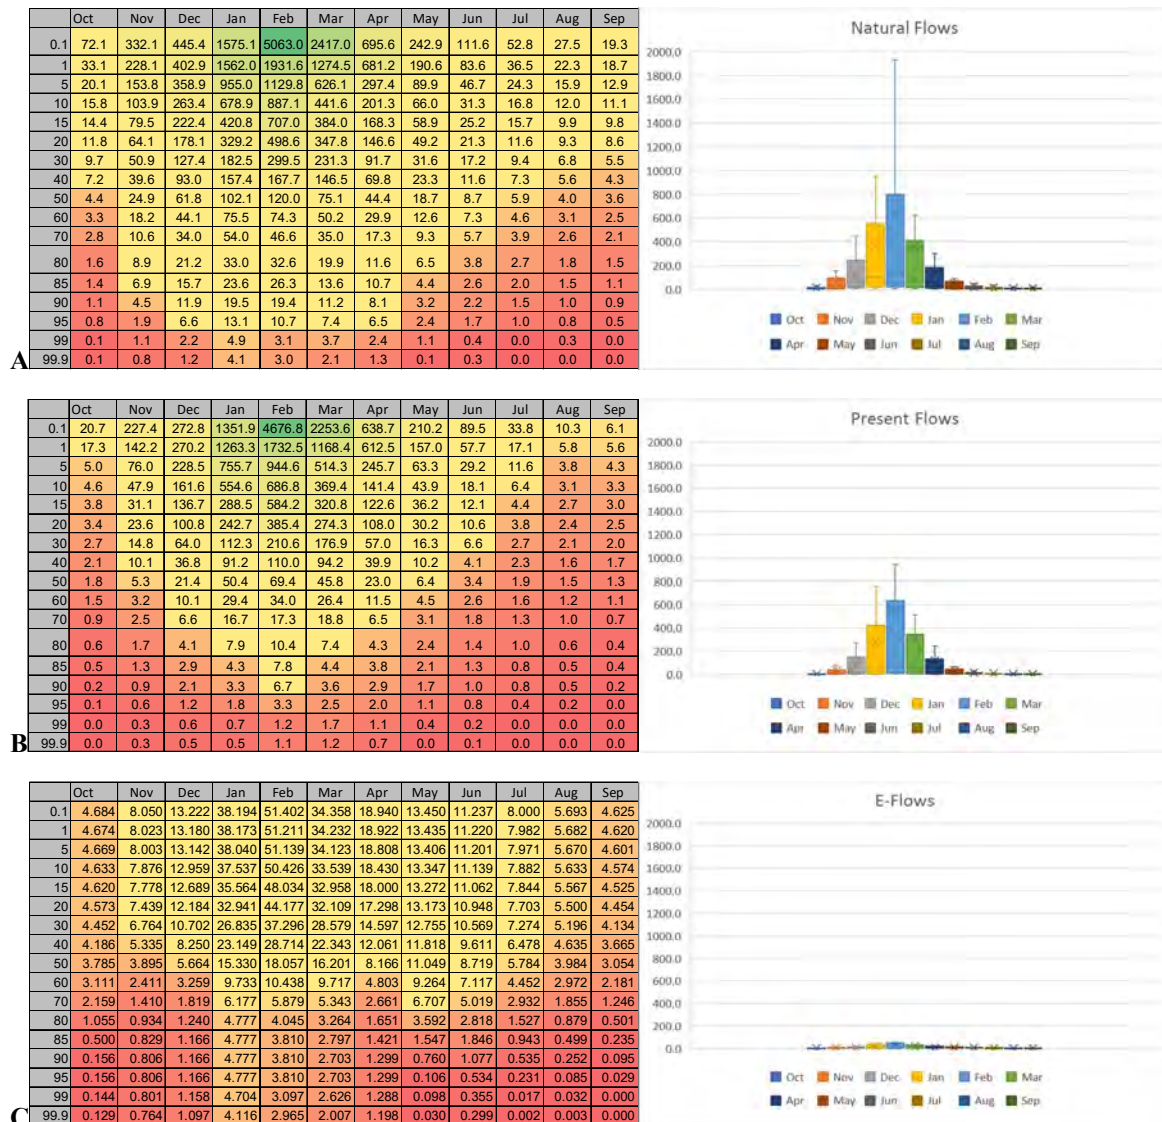 Oct Nov Dec Jan Feb Mar Apr May Jun Jul Aug Sep
0.1 72.1 332.1 445.4 1575.1 5063.0 2417.0 695.6 242.9 111.6 52.8 27.5 19.3
1 33.1 228.1 402.9 1562.0 1931.6 1274.5 681.2 190.6 83.6 36.5 22.3 18.7
5 20.1 153.8 358.9 955.0 1129.8 626.1 297.4 89.9 46.7 24.3 15.9 12.9
10 15.8 103.9 263.4 678.9 887.1 441.6 201.3 66.0 31.3 16.8 12.0 11.1
15 14.4 79.5 222.4 420.8 707.0 384.0 168.3 58.9 25.2 15.7 9.9 9.8
20 11.8 64.1 178.1 329.2 498.6 347.8 146.6 49.2 21.3 11.6 9.3 8.6
30 9.7 50.9 127.4 182.5 299.5 231.3 91.7 31.6 17.2 9.4 6.8 5.5
40 7.2 39.6 93.0 157.4 167.7 146.5 69.8 23.3 11.6 7.3 5.6 4.3
50 4.4 24.9 61.8 102.1 120.0 75.1 44.4 18.7 8.7 5.9 4.0 3.6
60 3.3 18.2 44.1 75.5 74.3 50.2 29.9 12.6 7.3 4.6 3.1 2.5
70 2.8 10.6 34.0 54.0 46.6 35.0 17.3 9.3 5.7 3.9 2.6 2.1
80 1.6 8.9 21.2 33.0 32.6 19.9 11.6 6.5 3.8 2.7 1.8 1.5
85 1.4 6.9 15.7 23.6 26.3 13.6 10.7 4.4 2.6 2.0 1.5 1.1
90 1.1 4.5 11.9 19.5 19.4 11.2 8.1 3.2 2.2 1.5 1.0 0.9
95 0.8 1.9 6.6 13.1 10.7 7.4 6.5 2.4 1.7 1.0 0.8 0.5
99 0.1 1.1 2.2 4.9 3.1 3.7 2.4 1.1 0.4 0.0 0.3 0.0
A 99.9 0.1 0.8 1.2 4.1 3.0 2.1 1.3 0.1 0.3 0.0 0.0 0.0
Natural Flows
2000.0
1800.0
1600.0
1400.0
1200.0
1000.0
800.0
600.0
400.0
200.0
0.0
Oct Nov Dec Jan Feb Mar
Apr May Jun Jul Aug Sep
Oct Nov Dec Jan Feb Mar Apr May Jun Jul Aug Sep
0.1 20.7 227.4 272.8 1351.9 4676.8 2253.6 638.7 210.2 89.5 33.8 10.3 6.1
1 17.3 142.2 270.2 1263.3 1732.5 1168.4 612.5 157.0 57.7 17.1 5.8 5.6
5 5.0 76.0 228.5 755.7 944.6 514.3 245.7 63.3 29.2 11.6 3.8 4.3
10 4.6 47.9 161.6 554.6 686.8 369.4 141.4 43.9 18.1 6.4 3.1 3.3
15 3.8 31.1 136.7 288.5 584.2 320.8 122.6 36.2 12.1 4.4 2.7 3.0
20 3.4 23.6 100.8 242.7 385.4 274.3 108.0 30.2 10.6 3.8 2.4 2.5
30 2.7 14.8 64.0 112.3 210.6 176.9 57.0 16.3 6.6 2.7 2.1 2.0
40 2.1 10.1 36.8 91.2 110.0 94.2 39.9 10.2 4.1 2.3 1.6 1.7
50 1.8 5.3 21.4 50.4 69.4 45.8 23.0 6.4 3.4 1.9 1.5 1.3
60 1.5 3.2 10.1 29.4 34.0 26.4 11.5 4.5 2.6 1.6 1.2 1.1
70 0.9 2.5 6.6 16.7 17.3 18.8 6.5 3.1 1.8 1.3 1.0 0.7
80 0.6 1.7 4.1 7.9 10.4 7.4 4.3 2.4 1.4 1.0 0.6 0.4
85 0.5 1.3 2.9 4.3 7.8 4.4 3.8 2.1 1.3 0.8 0.5 0.4
90 0.2 0.9 2.1 3.3 6.7 3.6 2.9 1.7 1.0 0.8 0.5 0.2
95 0.1 0.6 1.2 1.8 3.3 2.5 2.0 1.1 0.8 0.4 0.2 0.0
99 0.0 0.3 0.6 0.7 1.2 1.7 1.1 0.4 0.2 0.0 0.0 0.0
B 99.9 0.0 0.3 0.5 0.5 1.1 1.2 0.7 0.0 0.1 0.0 0.0 0.0
Present Flows
2000.0
1800.0
1600.0
1400.0
1200.0
1000.0
800.0
600.0
400.0
200.0
0.0
Oct Nov Dec Jan Feb Mar
Apr May Jun Jul Aug Sep
Oct Nov Dec Jan Feb Mar Apr May Jun Jul Aug Sep
0.1 4.684 8.050 13.222 38.194 51.402 34.358 18.940 13.450 11.237 8.000 5.693 4.625
1 4.674 8.023 13.180 38.173 51.211 34.232 18.922 13.435 11.220 7.982 5.682 4.620
5 4.669 8.003 13.142 38.040 51.139 34.123 18.808 13.406 11.201 7.971 5.670 4.601
10 4.633 7.876 12.959 37.537 50.426 33.539 18.430 13.347 11.139 7.882 5.633 4.574
15 4.620 7.778 12.689 35.564 48.034 32.958 18.000 13.272 11.062 7.844 5.567 4.525
20 4.573 7.439 12.184 32.941 44.177 32.109 17.298 13.173 10.948 7.703 5.500 4.454
30 4.452 6.764 10.702 26.835 37.296 28.579 14.597 12.755 10.569 7.274 5.196 4.134
40 4.186 5.335 8.250 23.149 28.714 22.343 12.061 11.818 9.611 6.478 4.635 3.665
50 3.785 3.895 5.664 15.330 18.057 16.201 8.166 11.049 8.719 5.784 3.984 3.054
60 3.111 2.411 3.259 9.733 10.438 9.717 4.803 9.264 7.117 4.452 2.972 2.181
70 2.159 1.410 1.819 6.177 5.879 5.343 2.661 6.707 5.019 2.932 1.855 1.246
80 1.055 0.934 1.240 4.777 4.045 3.264 1.651 3.592 2.818 1.527 0.879 0.501
85 0.500 0.829 1.166 4.777 3.810 2.797 1.421 1.547 1.846 0.943 0.499 0.235
90 0.156 0.806 1.166 4.777 3.810 2.703 1.299 0.760 1.077 0.535 0.252 0.095
95 0.156 0.806 1.166 4.777 3.810 2.703 1.299 0.106 0.534 0.231 0.085 0.029
99 0.144 0.801 1.158 4.704 3.097 2.626 1.288 0.098 0.355 0.017 0.032 0.000
C 99.9 0.129 0.764 1.097 4.116 2.965 2.007 1.198 0.030 0.299 0.002 0.003 0.000
E-Flows
2000.0
1800.0
1600.0
1400.0
1200.0
1000.0
800.0
600.0
400.0
200.0
0.0
Oct Nov Dec Jan Feb Mar
Apr May Jun Jul Aug Sep